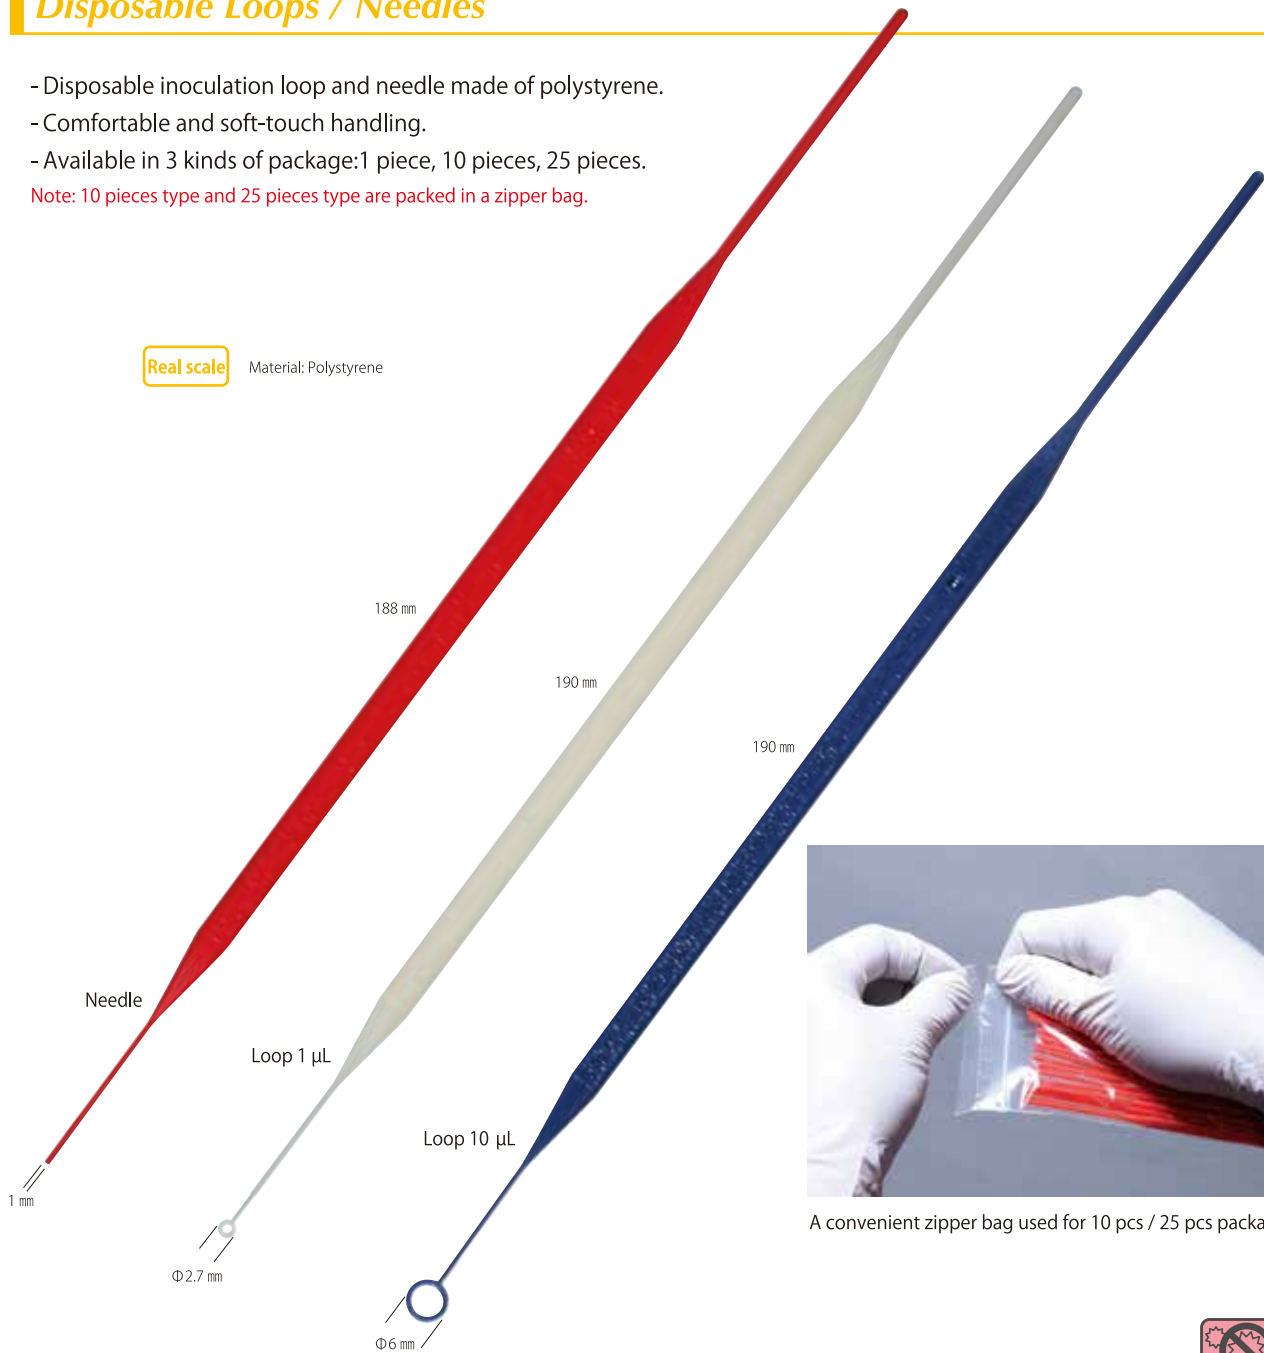 Disposable Loops / Needles
- Disposable inoculation loop and needle made of polystyrene.
- Comfortable and soft-touch handling.
- Available in 3 kinds of package:1 piece, 10 pieces, 25 pieces.
Note: 10 pieces type and 25 pieces type are packed in a zipper bag.
Real scale
Material: Polystyrene
188 mm
190 mm
190 mm
Needle
Loop 1 µL
Loop 10 µL
1 mm
Φ2.7 mm
Φ6 mm
A convenient zipper bag used for 10 pcs / 25 pcs